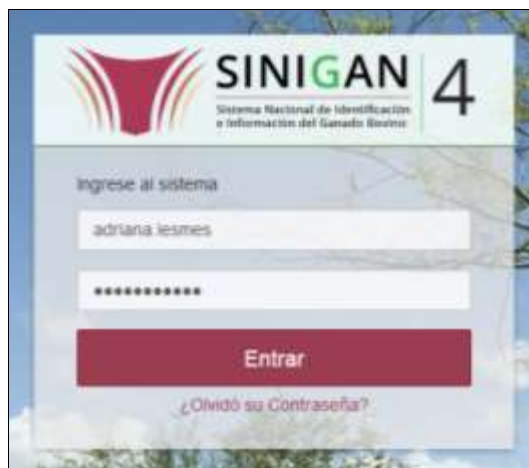 SINIGAN 4
Sistema Nacional de Identificación
e Información del Ganado Bovino
Ingrese al sistema
adriana lesmes
•••••••••••
Entrar
¿Olvidó su Contraseña?